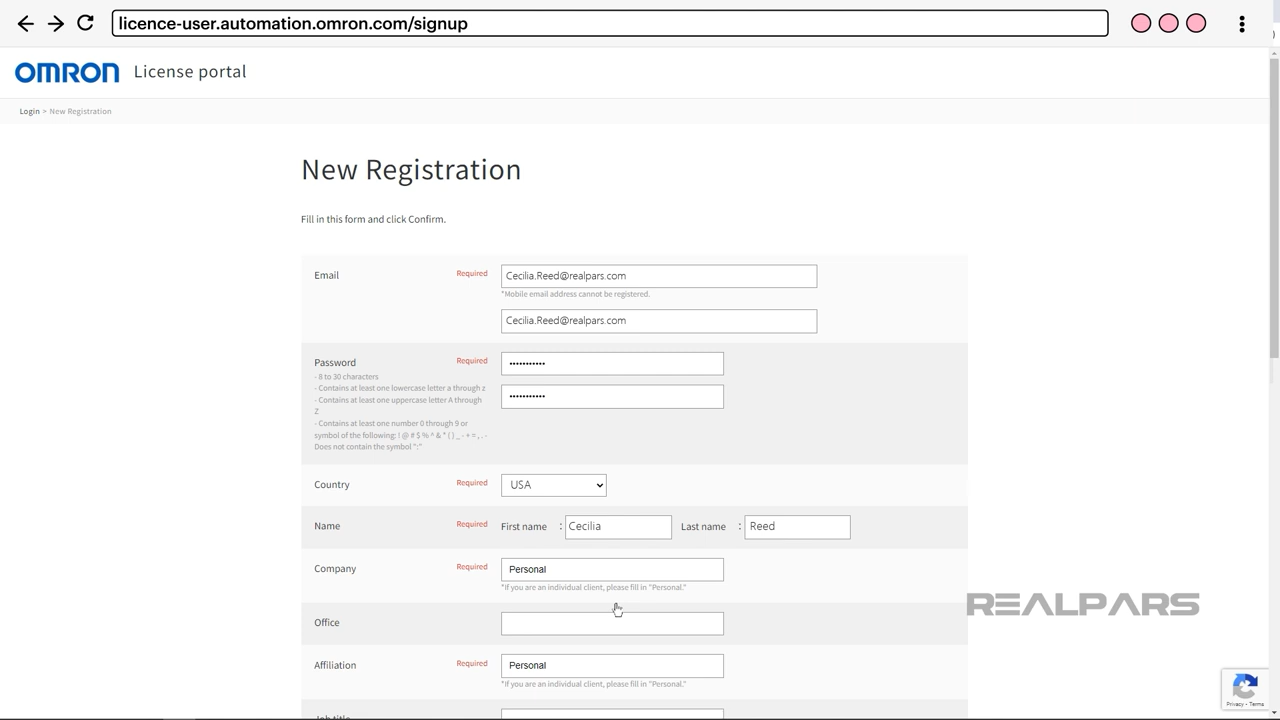 licence-user.automation.omron.com/signup
OMRON License portal
Login > New Registration
New Registration
Fill in this form and click Confirm.
Email Required Cecilia.Reed@realpars.com
*Mobile email address cannot be registered.
Cecilia.Reed@realpars.com
Password Required •••••••••••
- 8 to 30 characters
- Contains at least one lowercase letter a through z
•••••••••••
- Contains at least one uppercase letter A through
Z
- Contains at least one number 0 through 9 or
symbol of the following: ! @ # $ % ^ & * ( ) _ - + = , . -
Does not contain the symbol ":"
Country Required USA
Name Required First name : Cecilia Last name : Reed
Company Required Personal
*If you are an individual client, please fill in "Personal."
REALPARS
Office
Affiliation Required Personal
*If you are an individual client, please fill in "Personal."
Job title
Privacy - Terms